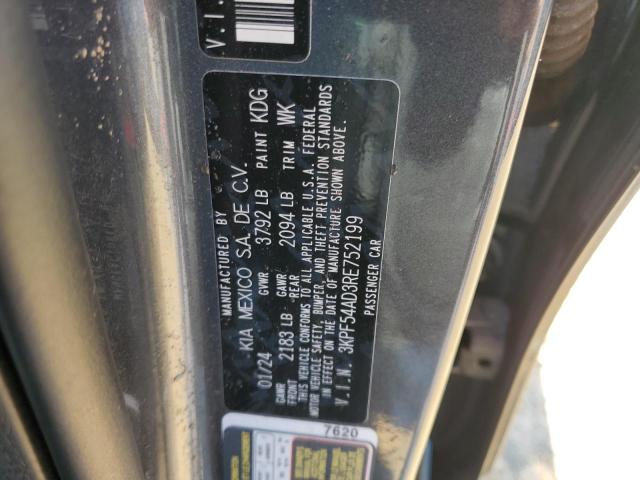 V.I.
MANUFACTURED BY
KIA MEXICO S.A. DE C.V.
01/24 GVWR 3792 LB PAINT KDG
GAWR FRONT 2183 LB GAWR REAR 2094 LB TRIM WK
THIS VEHICLE CONFORMS TO ALL APPLICABLE U.S.A. FEDERAL
MOTOR VEHICLE SAFETY, BUMPER, AND THEFT PREVENTION STANDARDS
IN EFFECT ON THE DATE OF MANUFACTURE SHOWN ABOVE.
V.I.N. 3KPF54AD3RE752199
PASSENGER CAR
7620